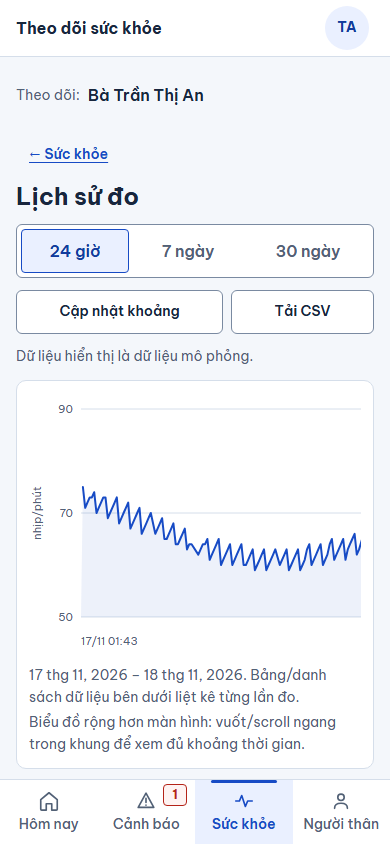 Theo dõi sức khỏe
TA
Theo dõi: Bà Trần Thị An
← Sức khỏe
Lịch sử đo
24 giờ
7 ngày
30 ngày
Cập nhật khoảng
Tải CSV
Dữ liệu hiển thị là dữ liệu mô phỏng.
90
nhịp/phút
70
50
17/11 01:43
17 thg 11, 2026 – 18 thg 11, 2026. Bảng/danh
sách dữ liệu bên dưới liệt kê từng lần đo.
Biểu đồ rộng hơn màn hình: vuốt/scroll ngang
trong khung để xem đủ khoảng thời gian.
1
Hôm nay
Cảnh báo
Sức khỏe
Người thân